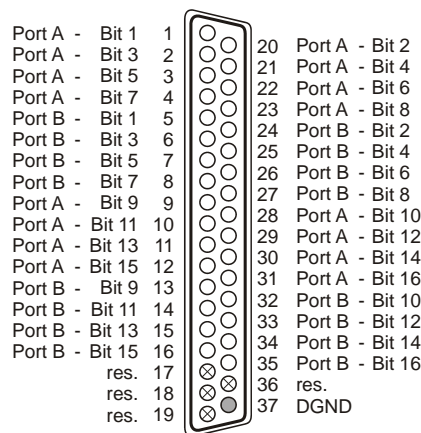 Port A - Bit 1 1
Port A - Bit 3 2
Port A - Bit 5 3
Port A - Bit 7 4
Port B - Bit 1 5
Port B - Bit 3 6
Port B - Bit 5 7
Port B - Bit 7 8
Port A - Bit 9 9
Port A - Bit 11 10
Port A - Bit 13 11
Port A - Bit 15 12
Port B - Bit 9 13
Port B - Bit 11 14
Port B - Bit 13 15
Port B - Bit 15 16
res. 17
res. 18
res. 19
20 Port A - Bit 2
21 Port A - Bit 4
22 Port A - Bit 6
23 Port A - Bit 8
24 Port B - Bit 2
25 Port B - Bit 4
26 Port B - Bit 6
27 Port B - Bit 8
28 Port A - Bit 10
29 Port A - Bit 12
30 Port A - Bit 14
31 Port A - Bit 16
32 Port B - Bit 10
33 Port B - Bit 12
34 Port B - Bit 14
35 Port B - Bit 16
36 res.
37 DGND